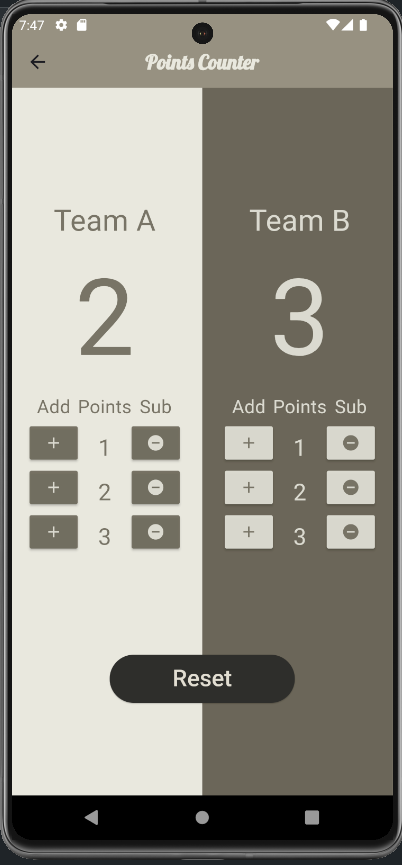 7:47
Points Counter
Team A
Team B
2
3
Add Points Sub
Add Points Sub
+ 1 -
+ 1 -
+ 2 -
+ 2 -
+ 3 -
+ 3 -
Reset